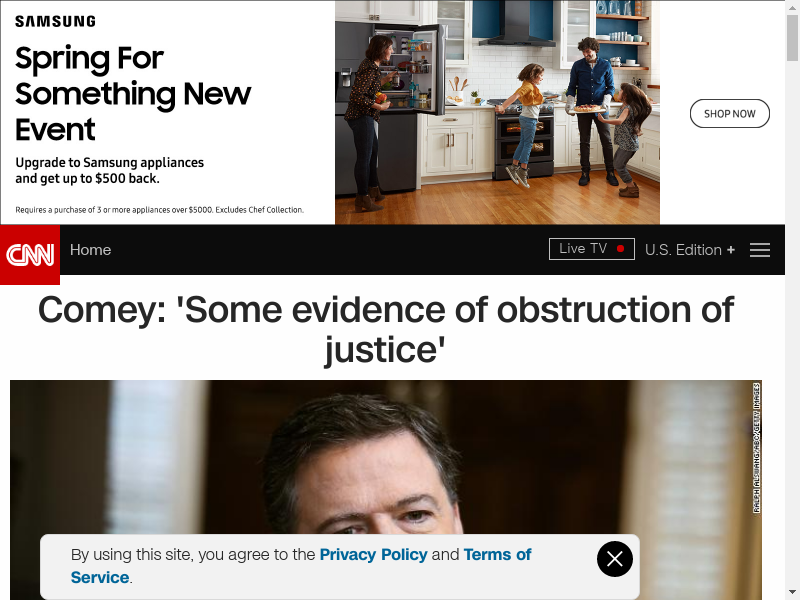 SAMSUNG
Spring For
Something New
Event
Upgrade to Samsung appliances
and get up to $500 back.
Requires a purchase of 3 or more appliances over $5000. Excludes Chef Collection.
SHOP NOW
CNN
Home
Live TV
U.S. Edition +
Comey: 'Some evidence of obstruction of
justice'
RALPH ALSWANG/ABC/GETTY IMAGES
By using this site, you agree to the Privacy Policy and Terms of
Service.